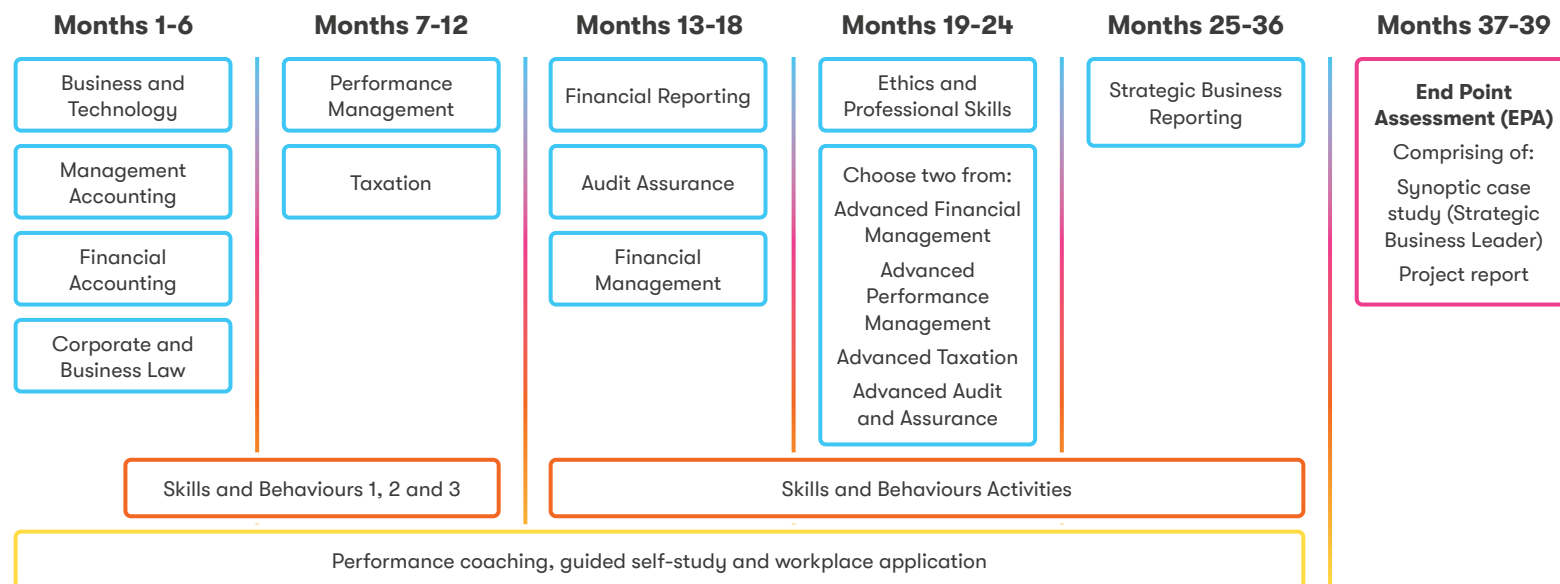 Months 1-6
Business and
Technology
Management
Accounting
Financial
Accounting
Corporate and
Business Law
Months 7-12
Performance
Management
Taxation
Months 13-18
Financial Reporting
Audit Assurance
Financial
Management
Months 19-24
Ethics and
Professional Skills
Choose two from:
Advanced Financial
Management
Advanced
Performance
Management
Advanced Taxation
Advanced Audit
and Assurance
Months 25-36
Strategic Business
Reporting
Months 37-39
End Point
Assessment (EPA)
Comprising of:
Synoptic case
study (Strategic
Business Leader)
Project report
Skills and Behaviours 1, 2 and 3
Skills and Behaviours Activities
Performance coaching, guided self-study and workplace application